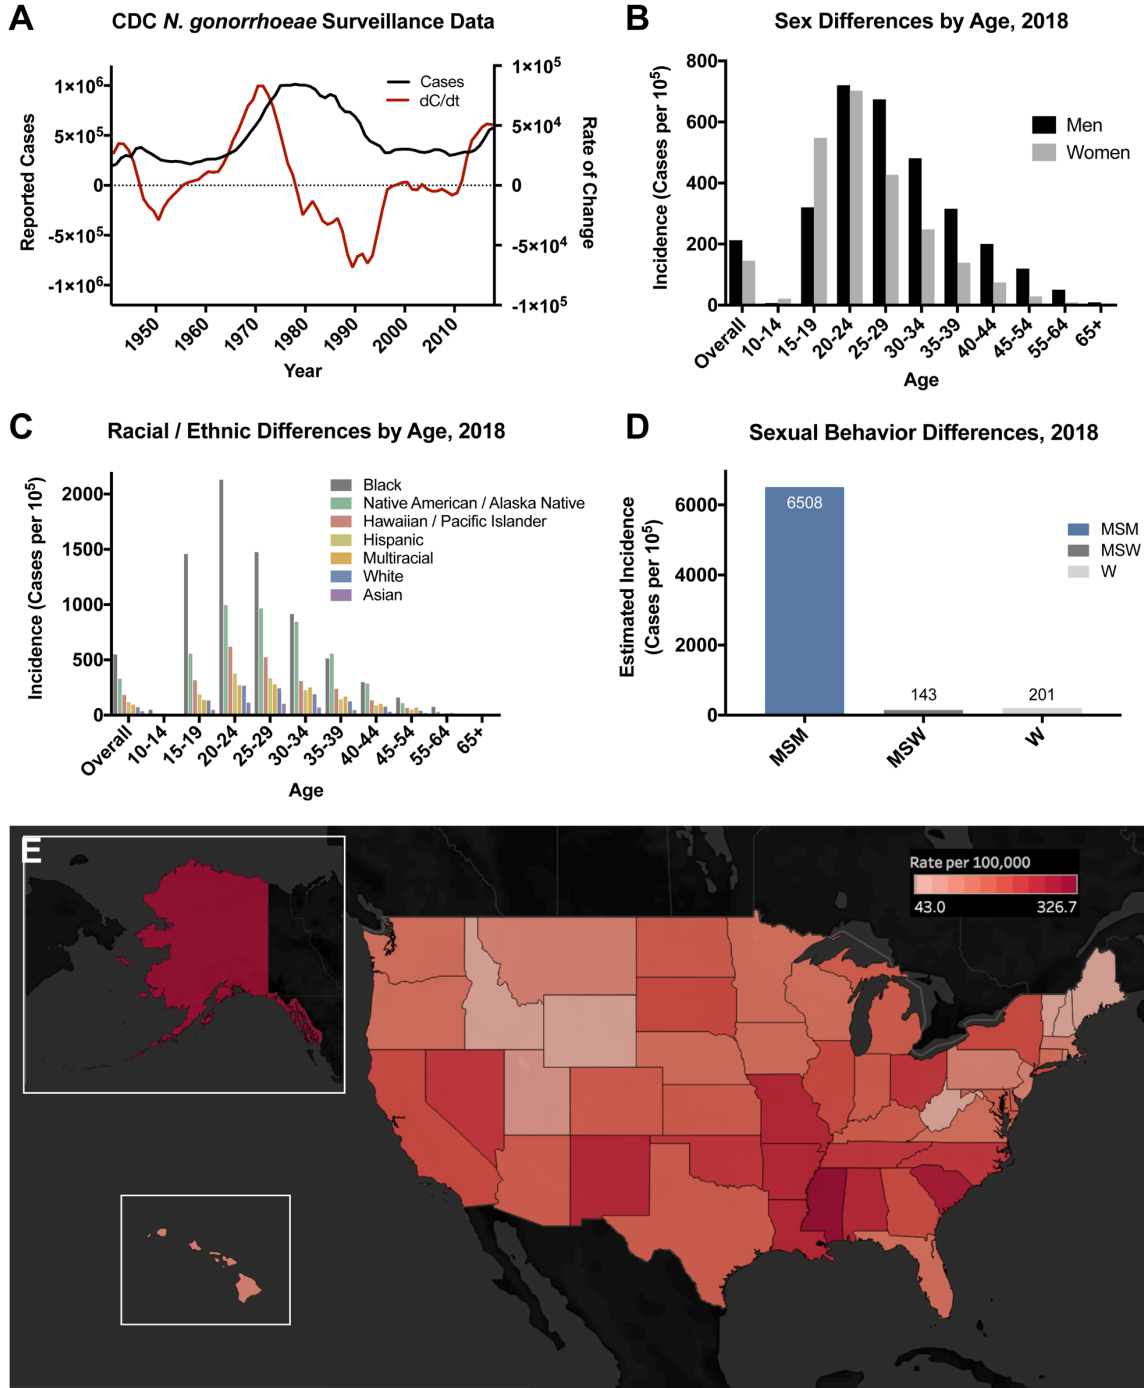 A
CDC N. gonorrhoeae Surveillance Data
1×10⁶
5×10⁵
0
-5×10⁵
-1×10⁶
Reported Cases
1×10⁵
5×10⁴
0
-5×10⁴
-1×10⁵
Rate of Change
Cases
dC/dt
1950
1960
1970
1980
1990
2000
2010
Year
B
Sex Differences by Age, 2018
800
600
400
200
0
Incidence (Cases per 10⁵)
Men
Women
Overall
10-14
15-19
20-24
25-29
30-34
35-39
40-44
45-54
55-64
65+
Age
C
Racial / Ethnic Differences by Age, 2018
2000
1500
1000
500
0
Incidence (Cases per 10⁵)
Black
Native American / Alaska Native
Hawaiian / Pacific Islander
Hispanic
Multiracial
White
Asian
Overall
10-14
15-19
20-24
25-29
30-34
35-39
40-44
45-54
55-64
65+
Age
D
Sexual Behavior Differences, 2018
6000
4000
2000
0
Estimated Incidence
(Cases per 10⁵)
6508
143
201
MSM
MSW
W
MSM
MSW
W
E
Rate per 100,000
43.0 326.7